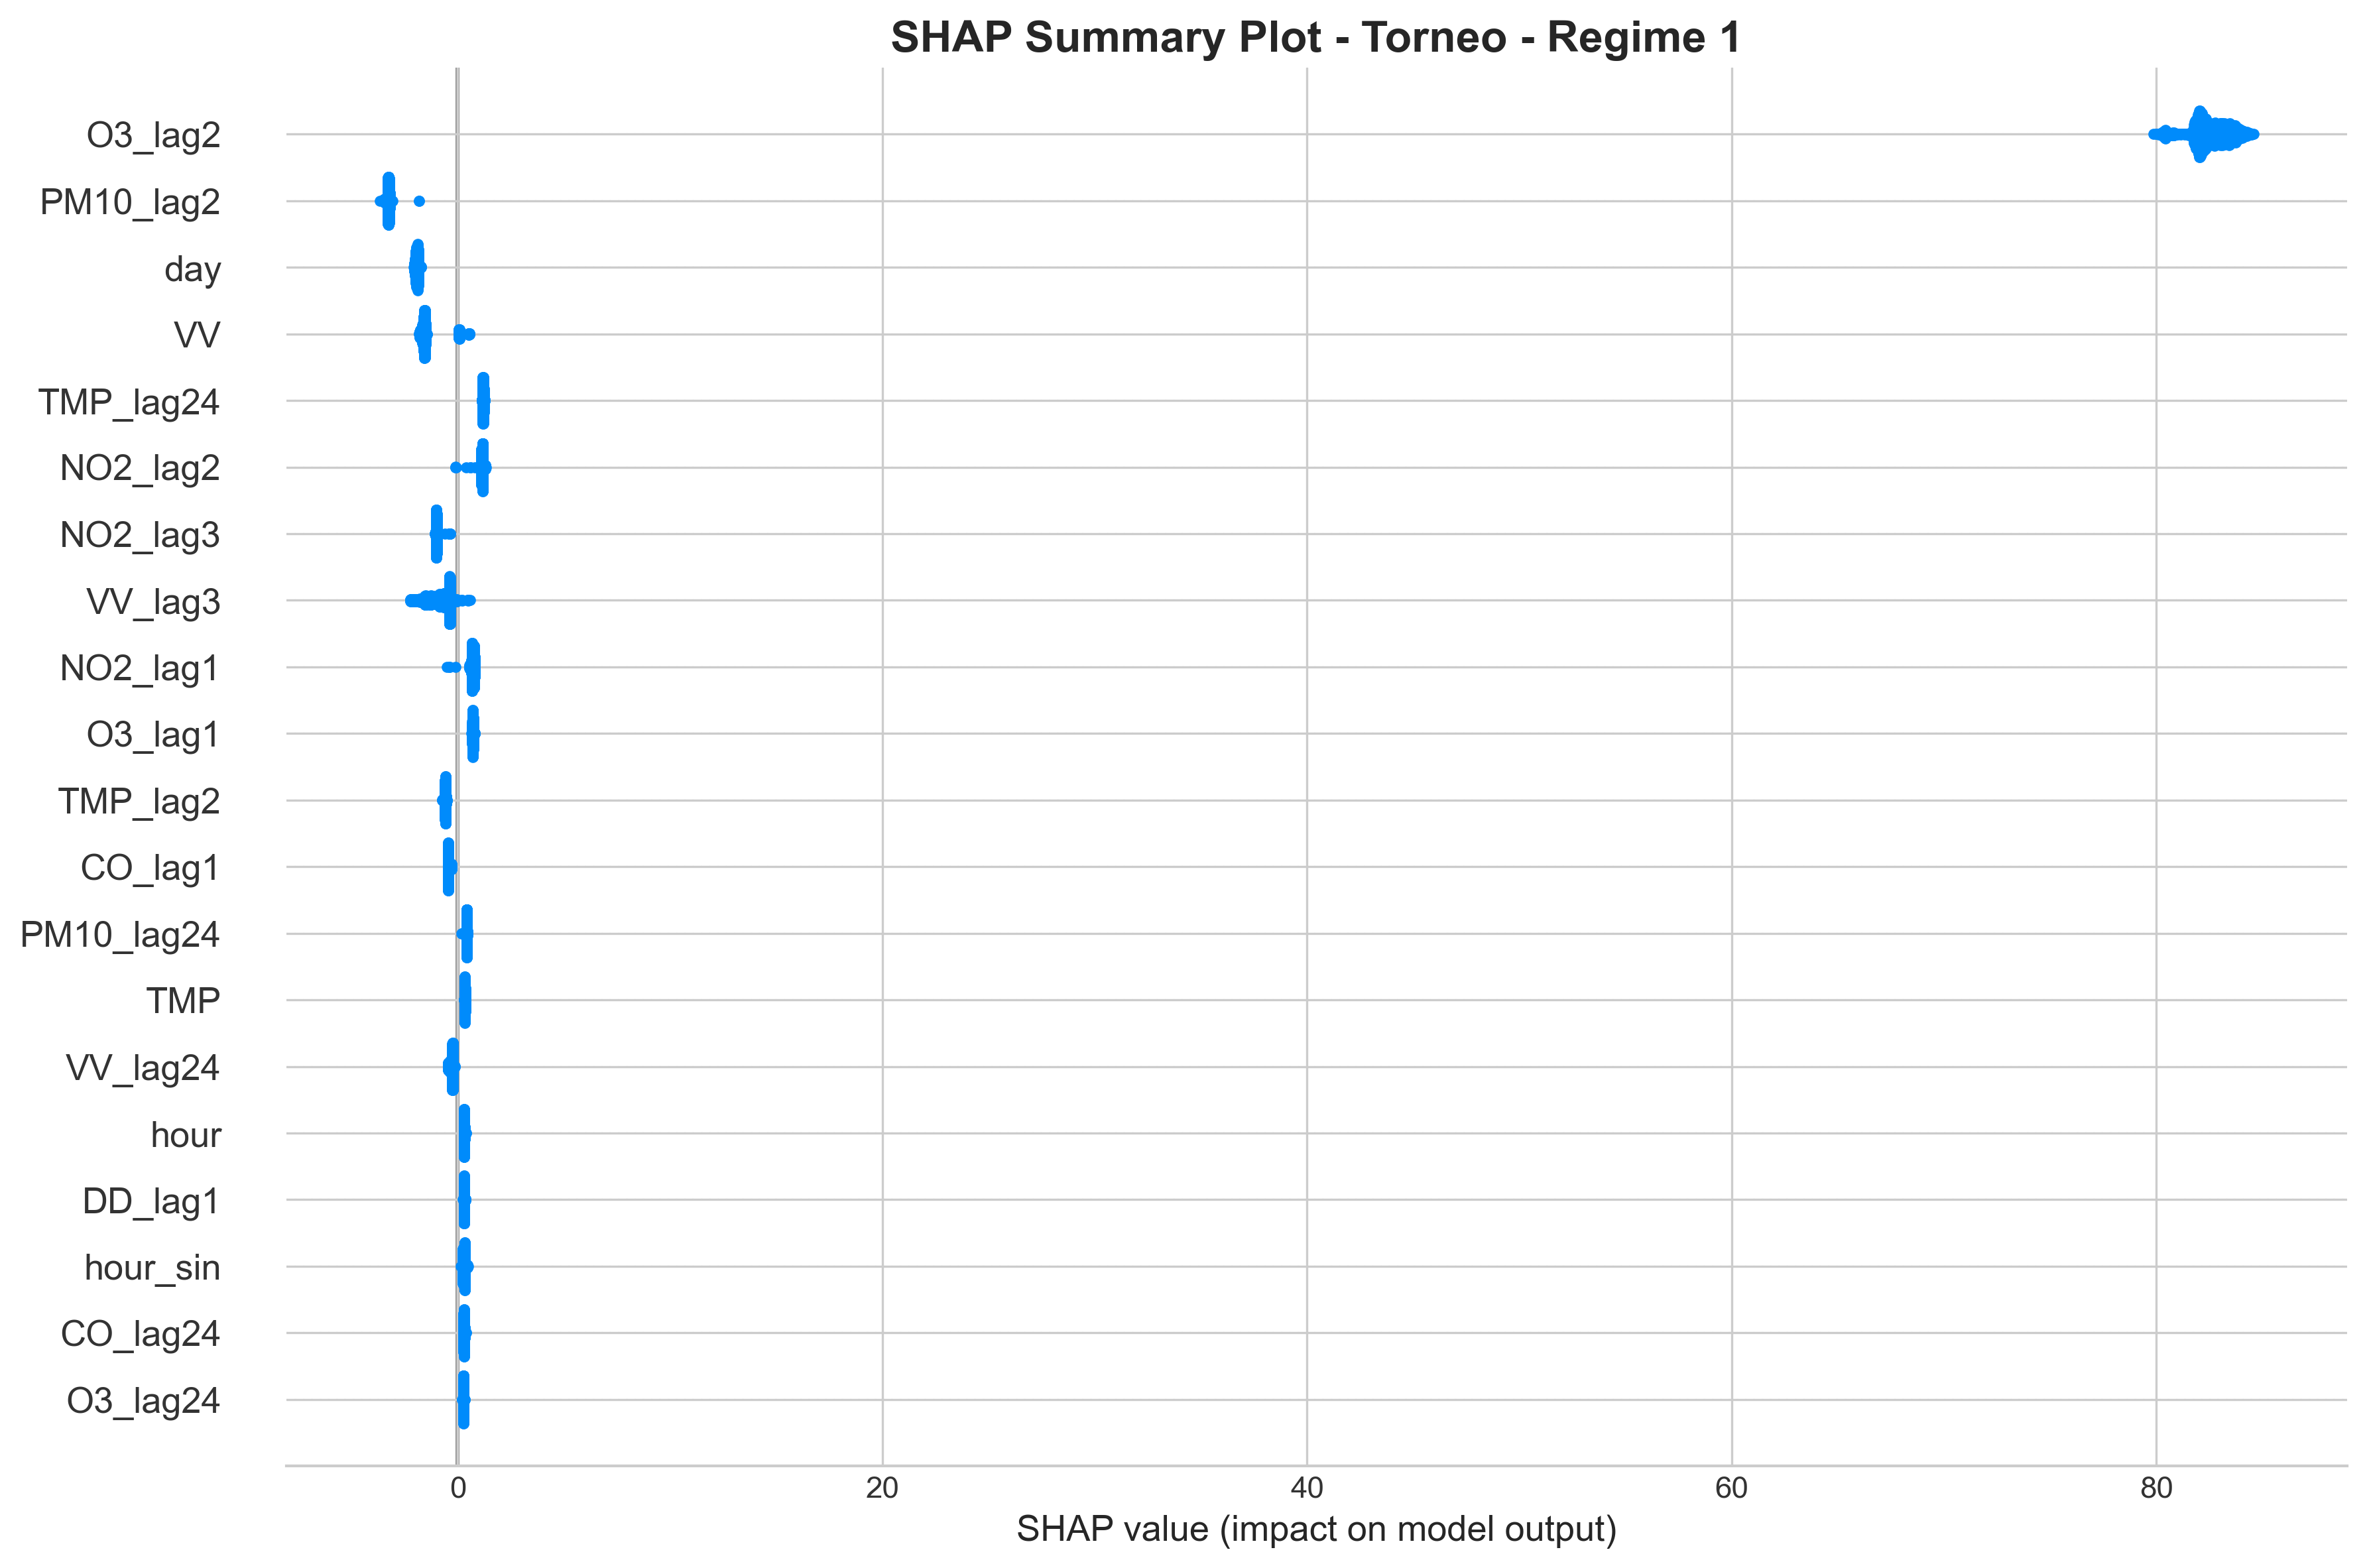 SHAP Summary Plot - Torneo - Regime 1
O3_lag2
PM10_lag2
day
VV
TMP_lag24
NO2_lag2
NO2_lag3
VV_lag3
NO2_lag1
O3_lag1
TMP_lag2
CO_lag1
PM10_lag24
TMP
VV_lag24
hour
DD_lag1
hour_sin
CO_lag24
O3_lag24
0 20 40 60 80
SHAP value (impact on model output)